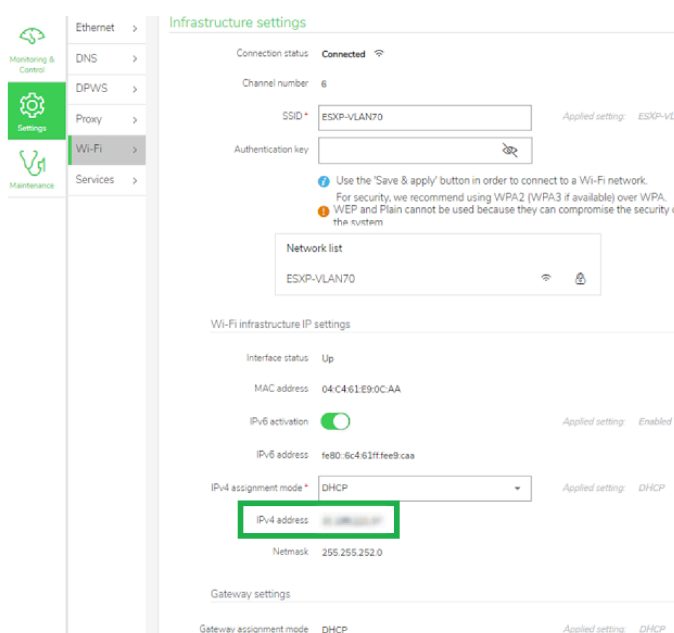 Infrastructure settings
Monitoring &
Control
Settings
Maintenance
Ethernet
DNS
DPWS
Proxy
Wi-Fi
Services
Connection status Connected
Channel number 6
SSID * ESXP-VLAN70 Applied setting: ESXP-VL
Authentication key
Use the 'Save & apply' button in order to connect to a Wi-Fi network.
For security, we recommend using WPA2 (WPA3 if available) over WPA.
WEP and Plain cannot be used because they can compromise the security
the system
Network list
ESXP-VLAN70
Wi-Fi infrastructure IP settings
Interface status Up
MAC address 04:C4:61:E9:0C:AA
IPv6 activation Applied setting: Enabled
IPv6 address fe80::6c4:61ff:fee9:caa
IPv4 assignment mode * DHCP Applied setting: DHCP
IPv4 address
Netmask 255.255.252.0
Gateway settings
Gateway assignment mode DHCP Applied setting: DHCP